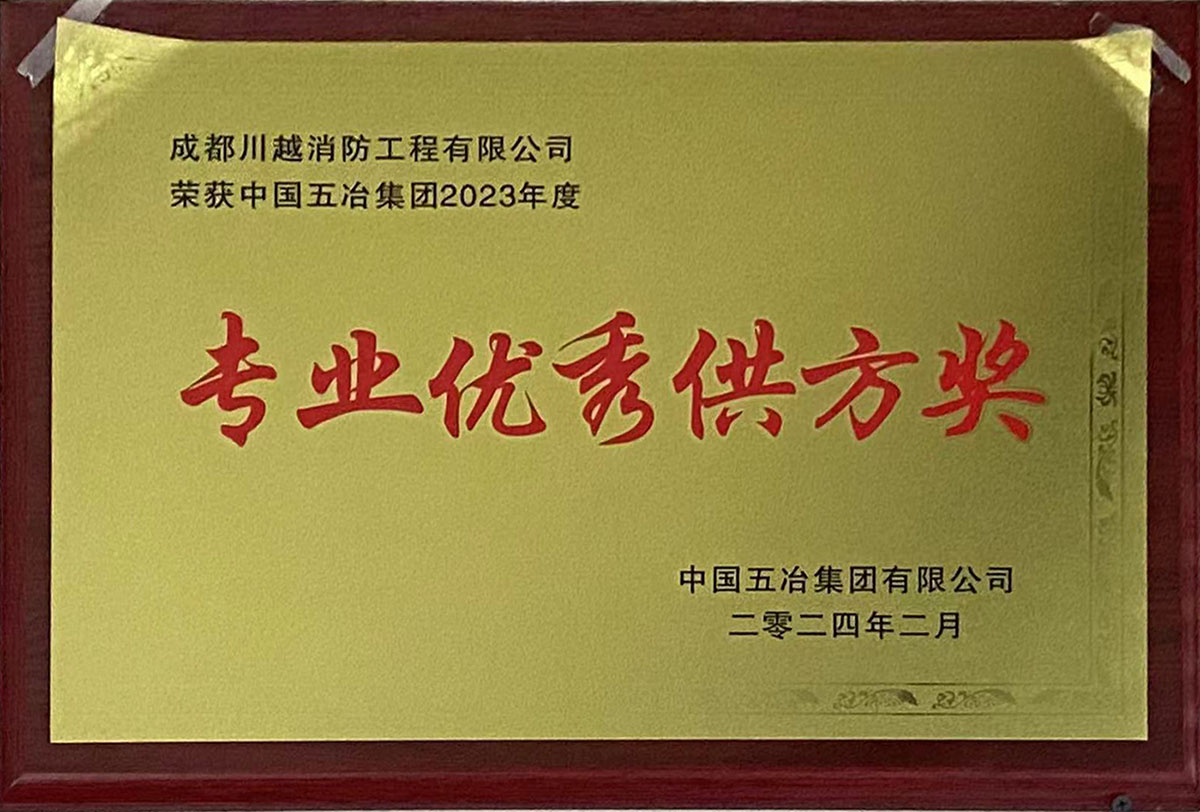 成都川越消防工程有限公司
荣获中国五冶集团2023年度
专业优秀供方奖
中国五冶集团有限公司
二零二四年二月